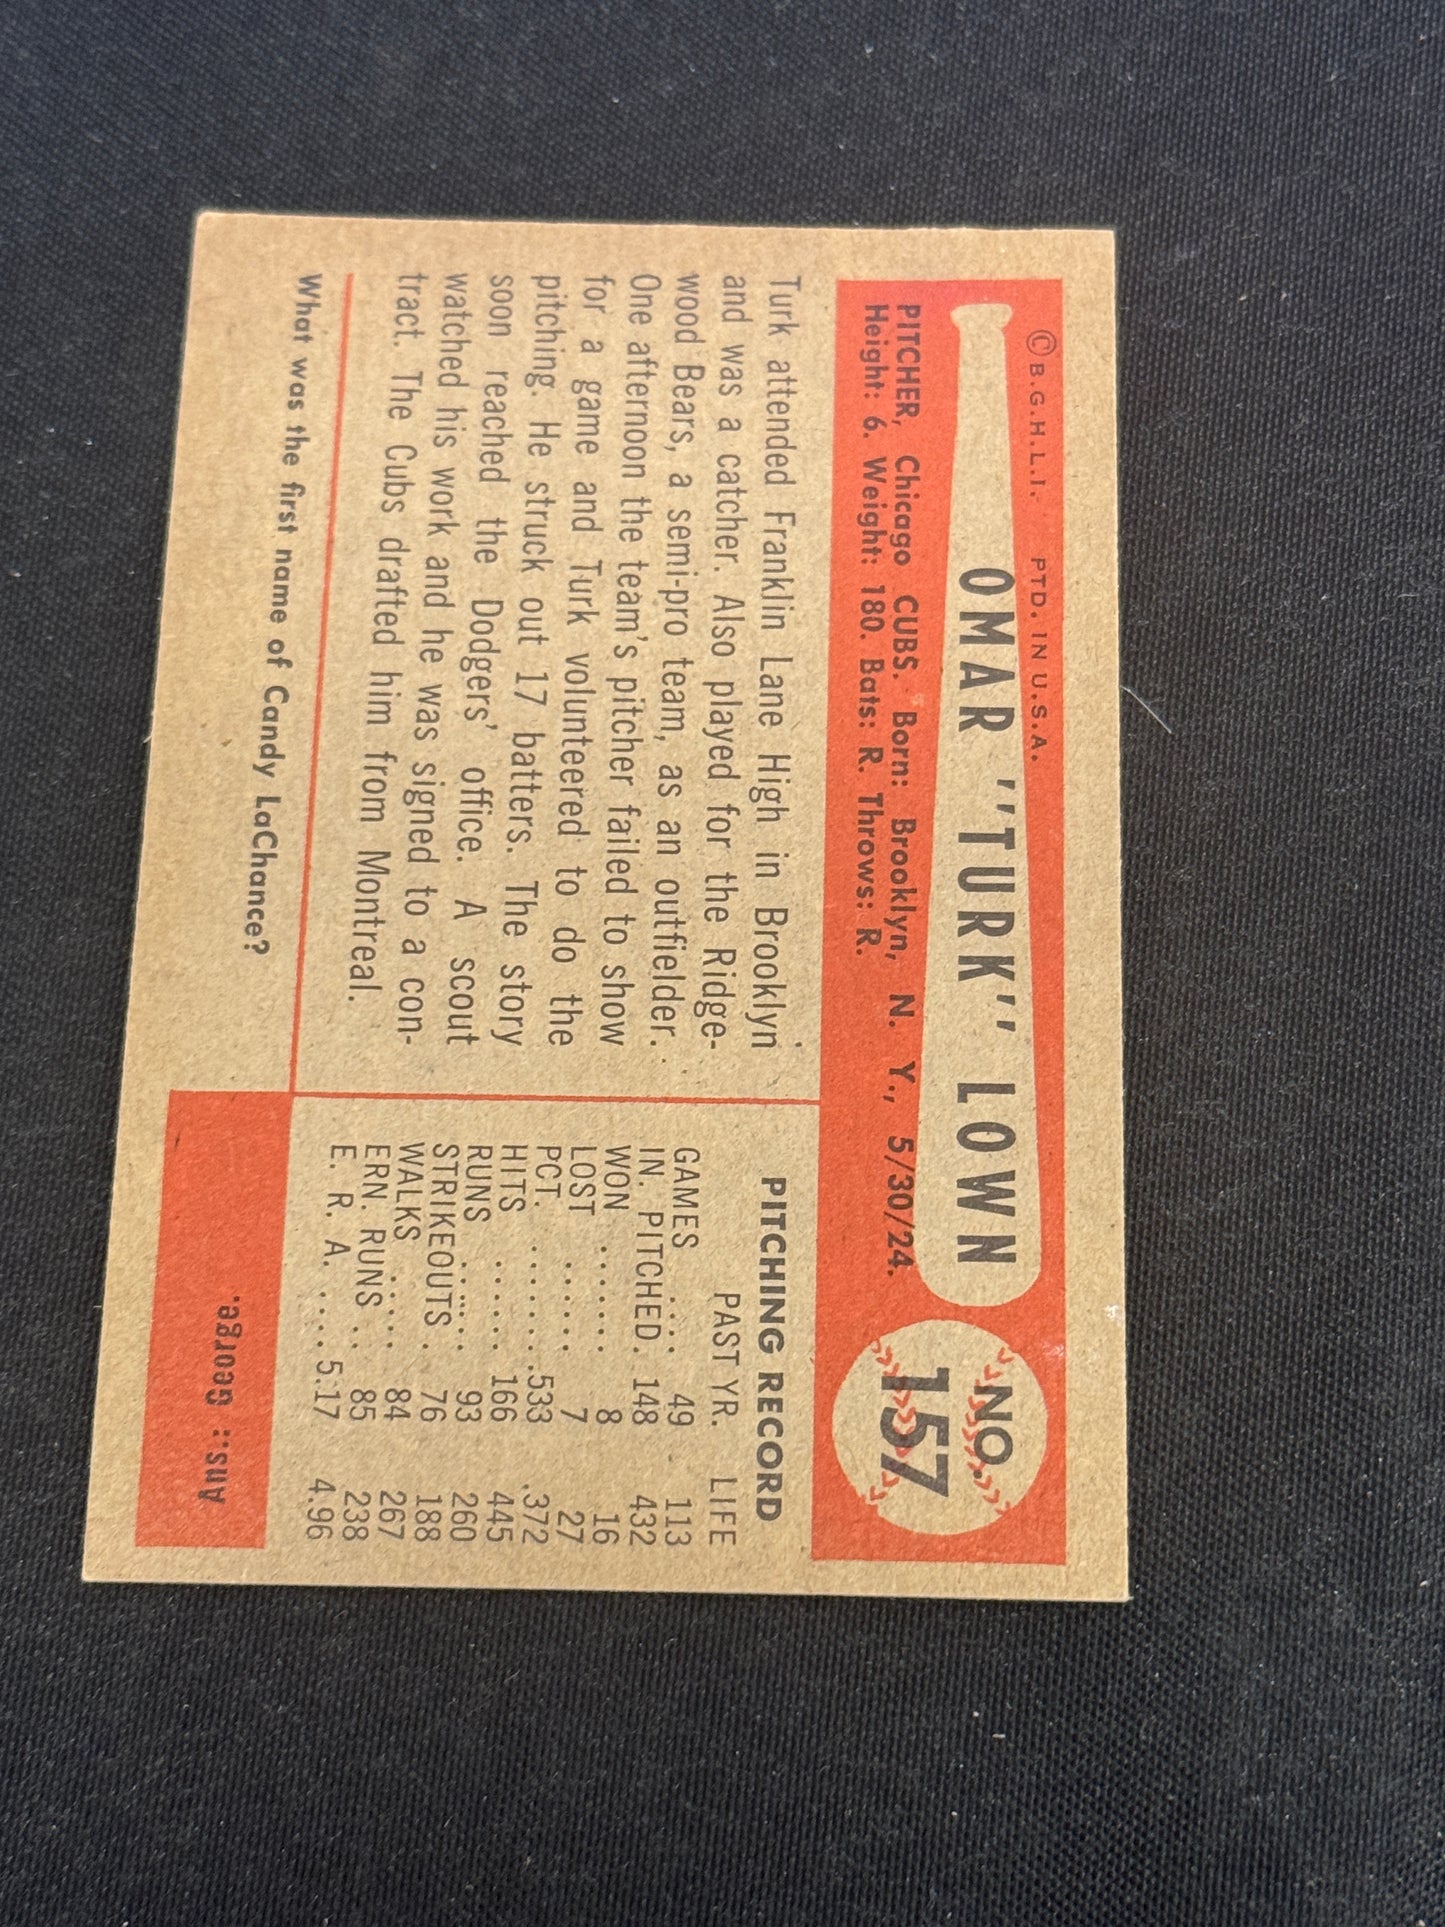 © B.G.H.L.I. PTD. IN U.S.A.
OMAR "TURK" LOWN
NO.
157
PITCHER, Chicago CUBS. Born: Brooklyn, N. Y., 5/30/24.
Height: 6. Weight: 180. Bats: R. Throws: R.
Turk attended Franklin Lane High in Brooklyn
and was a catcher. Also played for the Ridge-
wood Bears, a semi-pro team, as an outfielder.
One afternoon the team's pitcher failed to show
for a game and Turk volunteered to do the
pitching. He struck out 17 batters. The story
soon reached the Dodgers' office. A scout
watched his work and he was signed to a con-
tract. The Cubs drafted him from Montreal.
PITCHING RECORD
PAST YR. LIFE
GAMES .... 49 113
IN. PITCHED. 148 432
WON ...... 8 16
LOST ...... 7 27
PCT. .......533 .372
HITS ...... 166 445
RUNS ...... 93 260
STRIKEOUTS . 76 188
WALKS ..... 84 267
ERN. RUNS .. 85 238
E. R. A. ....5.17 4.96
What was the first name of Candy LaChance?
Ans.: George.